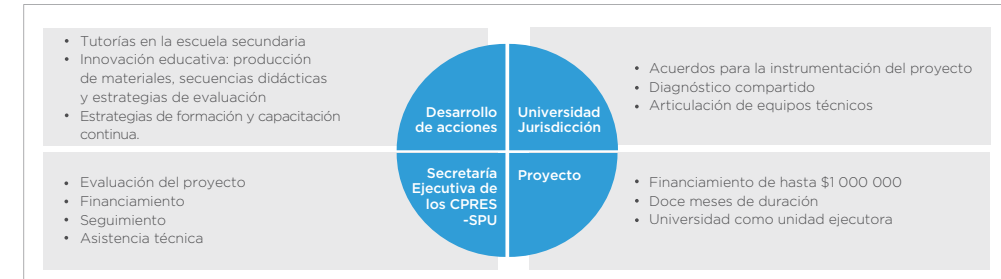 • Tutorías en la escuela secundaria
• Innovación educativa: producción
de materiales, secuencias didácticas
y estrategias de evaluación
• Estrategias de formación y capacitación
continua.
Desarrollo
de acciones
Universidad
Jurisdicción
• Acuerdos para la instrumentación del proyecto
• Diagnóstico compartido
• Articulación de equipos técnicos
• Evaluación del proyecto
• Financiamiento
• Seguimiento
• Asistencia técnica
Secretaría
Ejecutiva de
los CPRES
-SPU
Proyecto
• Financiamiento de hasta $1 000 000
• Doce meses de duración
• Universidad como unidad ejecutora